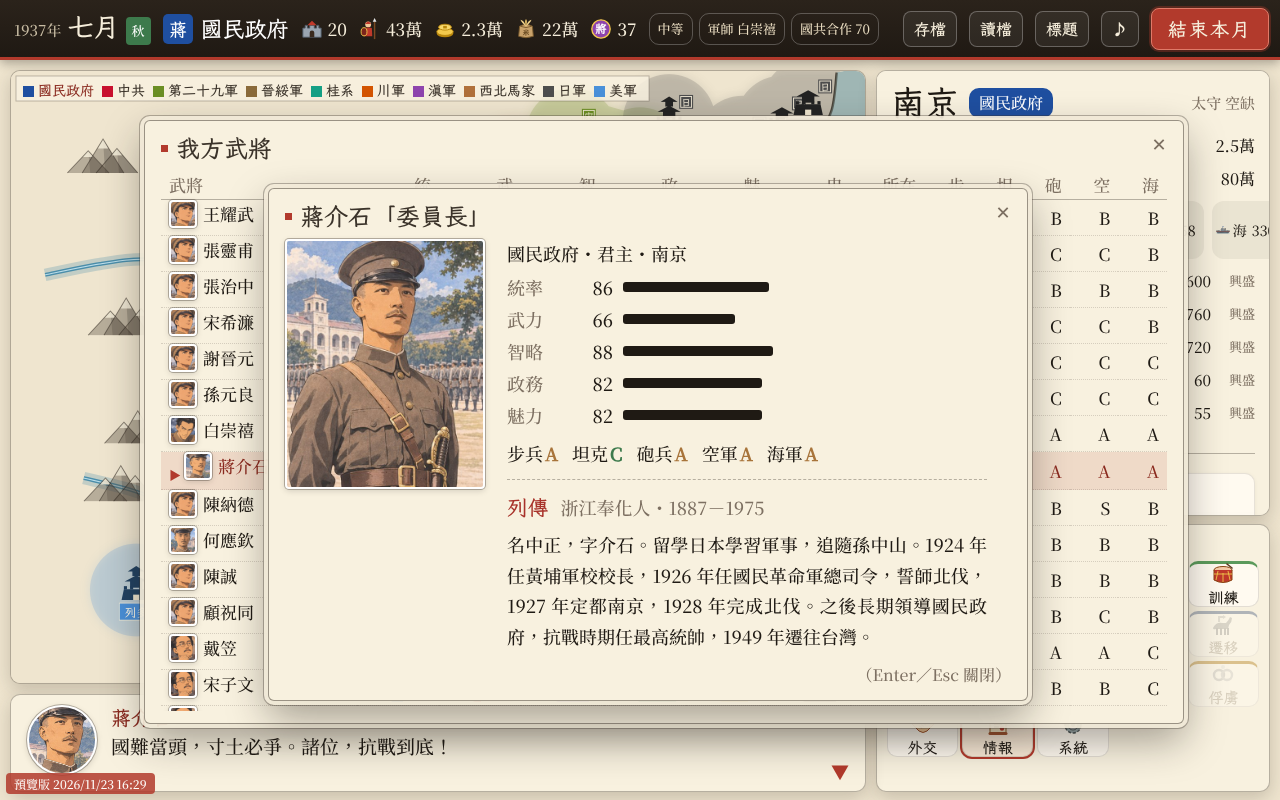 1937年 七月 秋 蔣 國民政府 20 43萬 2.3萬 22萬 將 37 中等 軍師 白崇禧 國共合作 70 存檔 讀檔 標題 ♪ 結束本月
國民政府 中共 第二十九軍 晉綏軍 桂系 川軍 滇軍 西北馬家 日軍 美軍
南京 國民政府 太守 空缺
2.5萬
80萬
8 海 330
600 興盛
760 興盛
720 興盛
60 興盛
55 興盛
訓練
遷移
俘虜
外交 情報 系統
我方武將 ×
武將 統 武 智 政 魅 忠 所在 步 坦 砲 空 海
王耀武 B B B
張靈甫 C C B
張治中 B B B
宋希濂 C C B
謝晉元 C C C
孫元良 C C C
白崇禧 A A A
▶ 蔣介石 A A A
陳納德 B S B
何應欽 B B B
陳誠 B B B
顧祝同 B C B
戴笠 A A C
宋子文 B B C
蔣介石「委員長」 ×
國民政府・君主・南京
統率 86
武力 66
智略 88
政務 82
魅力 82
步兵A 坦克C 砲兵A 空軍A 海軍A
列傳 浙江奉化人・1887－1975
名中正，字介石。留學日本學習軍事，追隨孫中山。1924 年
任黃埔軍校校長，1926 年任國民革命軍總司令，誓師北伐，
1927 年定都南京，1928 年完成北伐。之後長期領導國民政
府，抗戰時期任最高統帥，1949 年遷往台灣。
（Enter／Esc 關閉）
蔣介
國難當頭，寸土必爭。諸位，抗戰到底！
▼
預覽版 2026/11/23 16:29